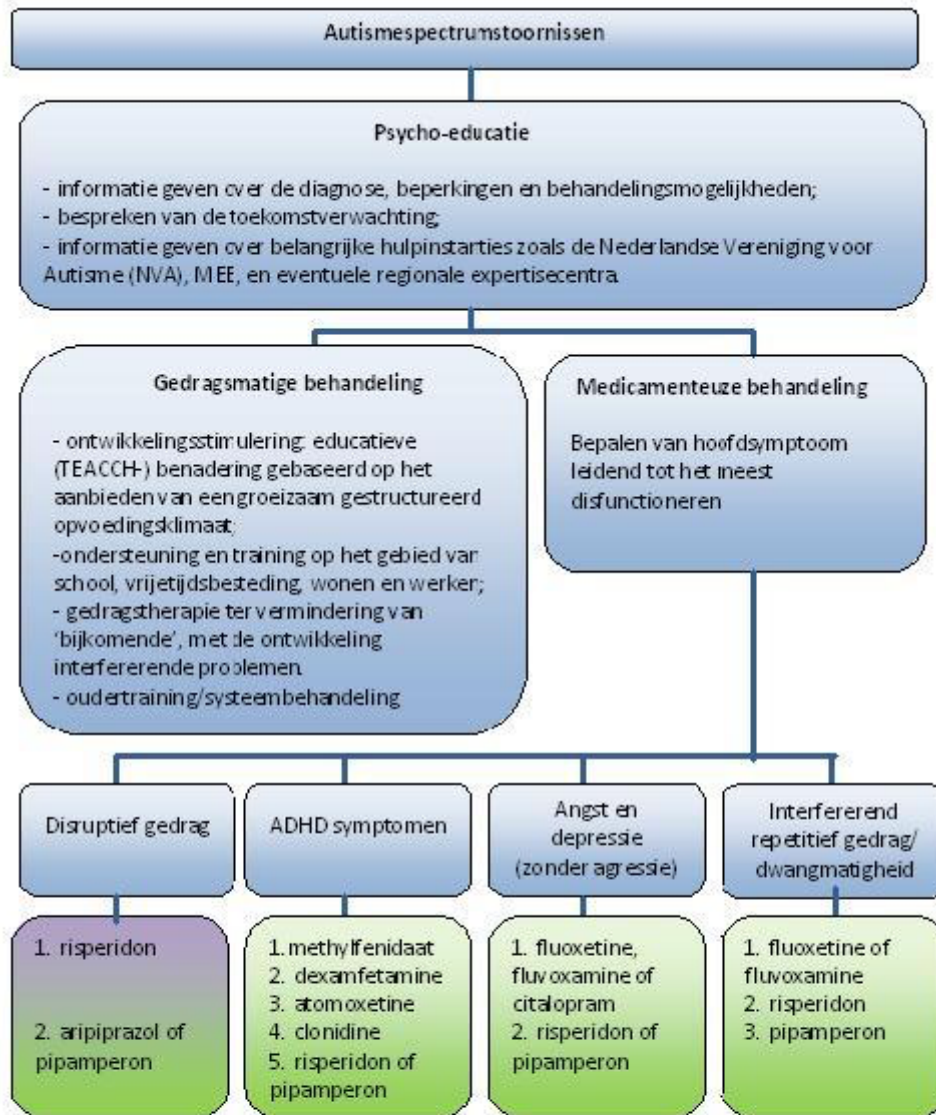 Autismespectrumstoornissen
Psycho-educatie
- informatie geven over de diagnose, beperkingen en behandelingsmogelijkheden;
- bespreken van de toekomstverwachting;
- informatie geven over belangrijke hulpinstarties zoals de Nederlandse Vereniging voor
Autisme (NVA), MEE, en eventuele regionale expertisecentra.
Gedragsmatige behandeling
- ontwikkelingsstimulering: educatieve
(TEACCH-) benadering gebaseerd op het
aanbieden van een groeizaam gestructureerd
opvoedingsklimaat;
-ondersteuning en training op het gebied van
school, vrijetijdsbesteding, wonen en werken;
- gedragstherapie ter vermindering van
‘bijkomende’, met de ontwikkeling
interfererende problemen.
- oudertraining/systeembehandeling
Medicamenteuze behandeling
Bepalen van hoofdsymptoom
leidend tot het meest
disfunctioneren
Disruptief gedrag
1. risperidon
2. aripiprazol of
pipamperon
ADHD symptomen
1. methylfenidaat
2. dexamfetamine
3. atomoxetine
4. clonidine
5. risperidon of
pipamperon
Angst en
depressie
(zonder agressie)
1. fluoxetine,
fluvoxamine of
citalopram
2. risperidon of
pipamperon
Interfererend
repetitief gedrag/
dwangmatigheid
1. fluoxetine of
fluvoxamine
2. risperidon
3. pipamperon